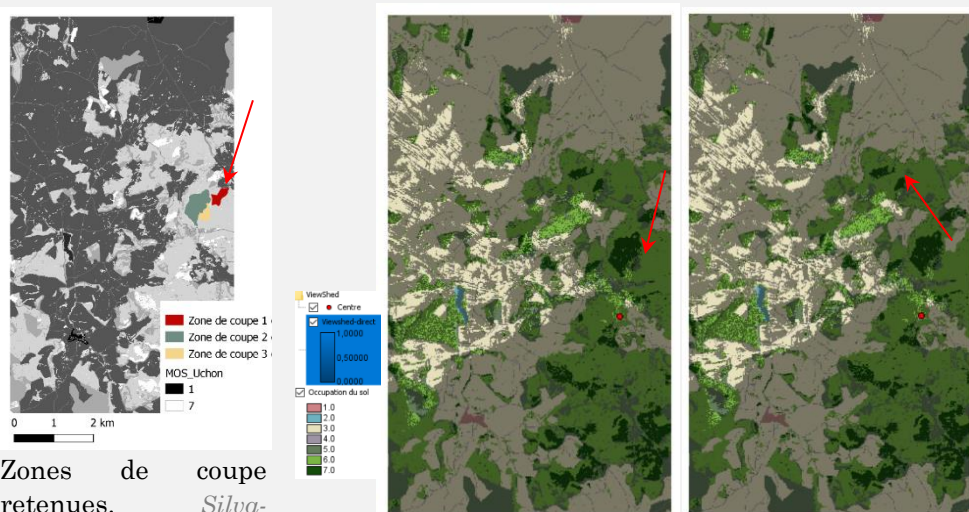 Zone de coupe 1
Zone de coupe 2
Zone de coupe 3
MOS_Uchon
1
7
0 1 2 km
Zones de coupe
retenues. Silva-
ViewShed
Centre
Viewshed-direct
1,0000
0,50000
0,0000
Occupation du sol
1.0
2.0
3.0
4.0
5.0
6.0
7.0